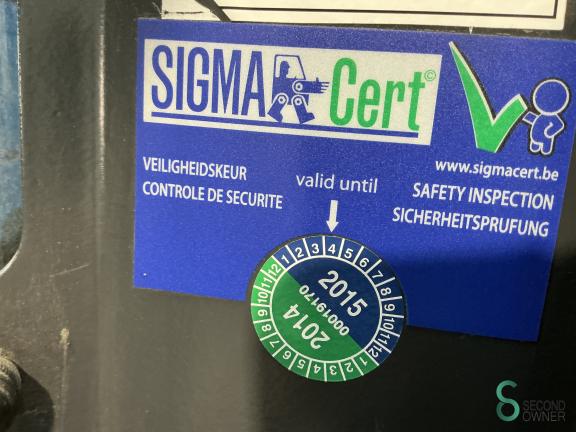 SIGMA Cert©
www.sigmacert.be
VEILIGHEIDSKEUR
CONTROLE DE SECURITE
valid until
SAFETY INSPECTION
SICHERHEITSPRUFUNG
1 2 3 4 5 6 7 8 9 10 11 12
2015
00019170
2014
1 2 3 4 5 6 7 8 9 10 11 12
SECOND
OWNER